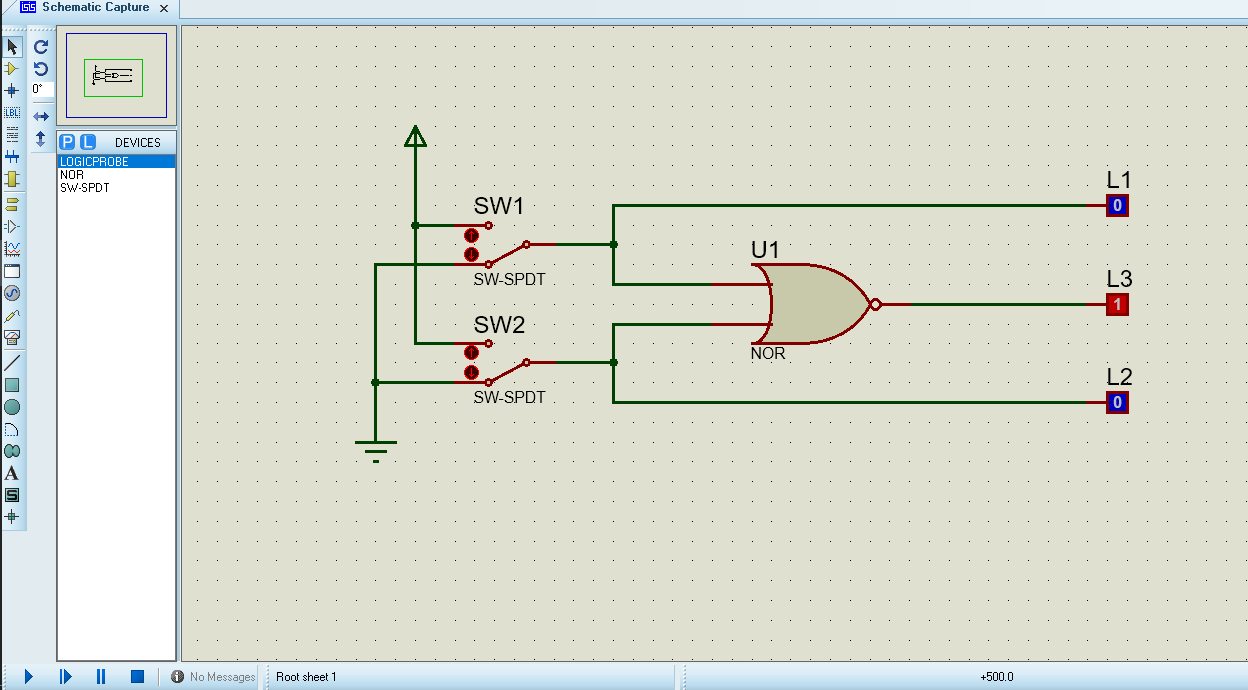 Schematic Capture
0°
LBL
P L DEVICES
LOGICPROBE
NOR
SW-SPDT
A
S
SW1
SW-SPDT
SW2
SW-SPDT
U1
NOR
L1
0
L3
1
L2
0
No Messages
Root sheet 1
+500.0